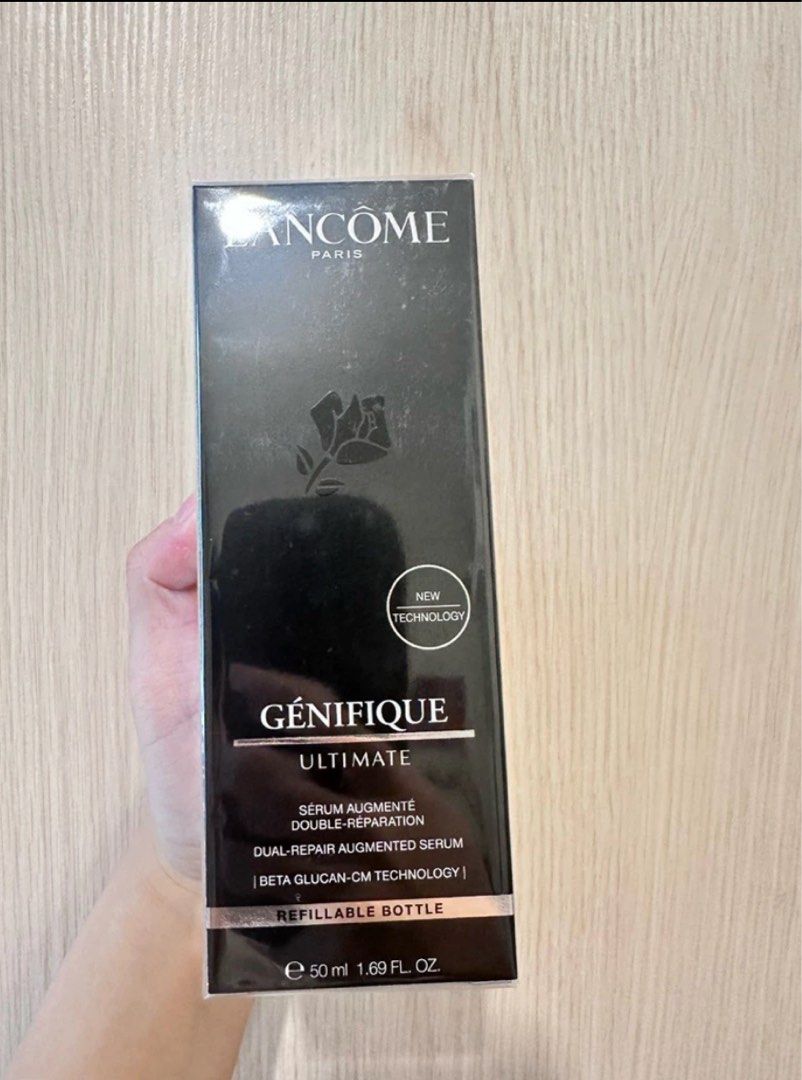 LANCÔME
PARIS
NEW
TECHNOLOGY
GÉNIFIQUE
ULTIMATE
SÉRUM AUGMENTÉ
DOUBLE-RÉPARATION
DUAL-REPAIR AUGMENTED SERUM
| BETA GLUCAN-CM TECHNOLOGY |
REFILLABLE BOTTLE
℮ 50 ml 1.69 FL. OZ.